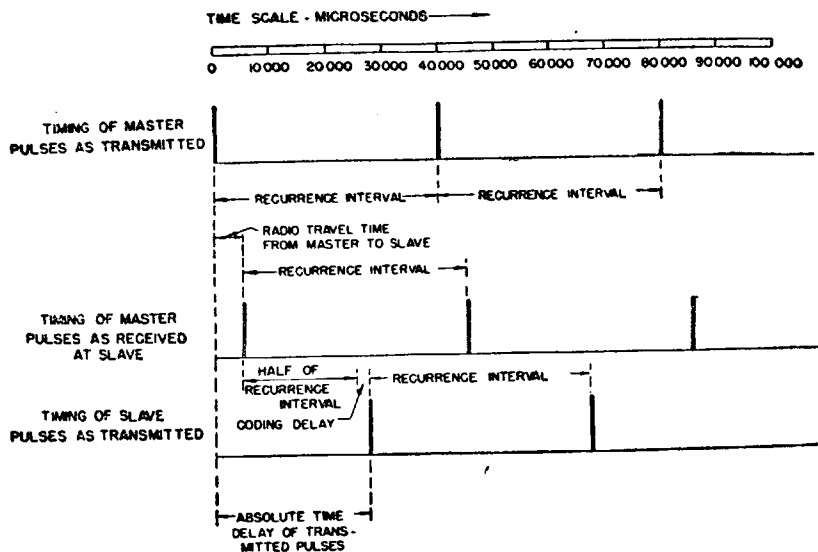 TIME SCALE - MICROSECONDS
0 10000 20000 30000 40000 50000 60000 70000 80000 90000 100 000
TIMING OF MASTER
PULSES AS TRANSMITTED
RECURRENCE INTERVAL
RECURRENCE INTERVAL
RADIO TRAVEL TIME
FROM MASTER TO SLAVE
RECURRENCE INTERVAL
TIMING OF MASTER
PULSES AS RECEIVED
AT SLAVE
HALF OF
RECURRENCE
INTERVAL
RECURRENCE INTERVAL
CODING DELAY
TIMING OF SLAVE
PULSES AS TRANSMITTED
ABSOLUTE TIME
DELAY OF TRANS-
MITTED PULSES